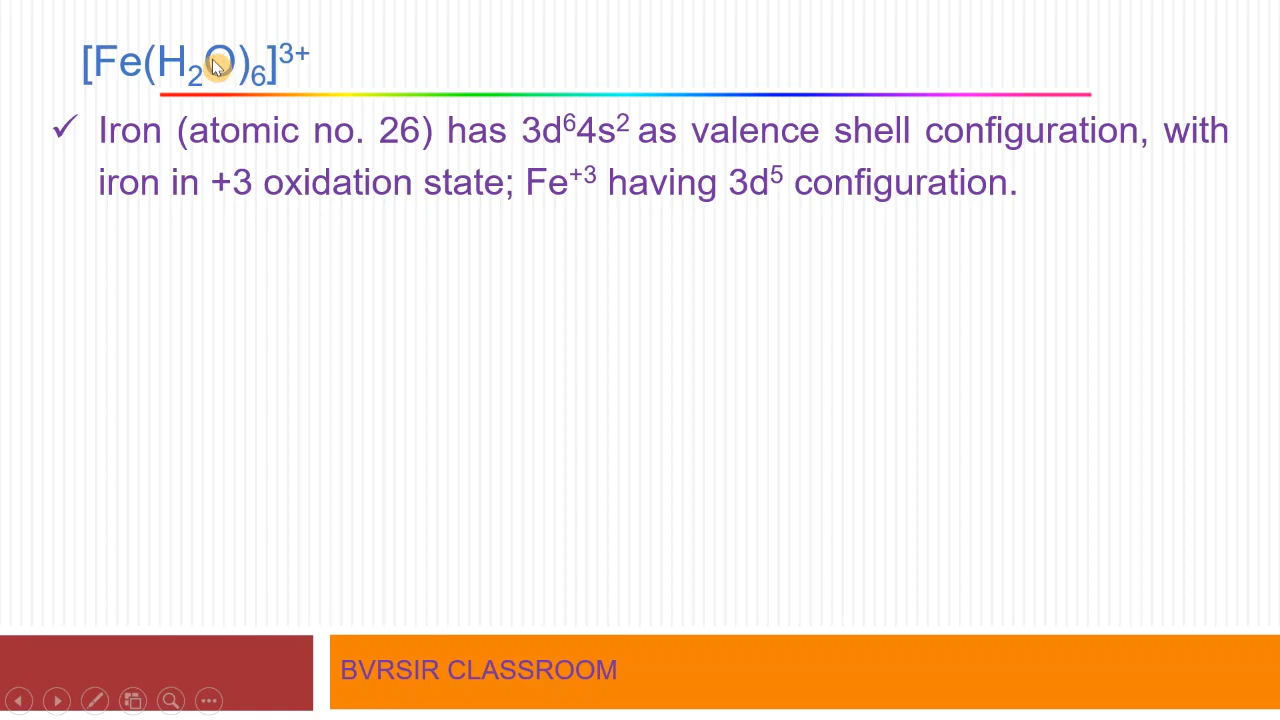 [Fe(H₂O)₆]³⁺
✓ Iron (atomic no. 26) has 3d⁶4s² as valence shell configuration, with
iron in +3 oxidation state; Fe⁺³ having 3d⁵ configuration.
BVRSIR CLASSROOM